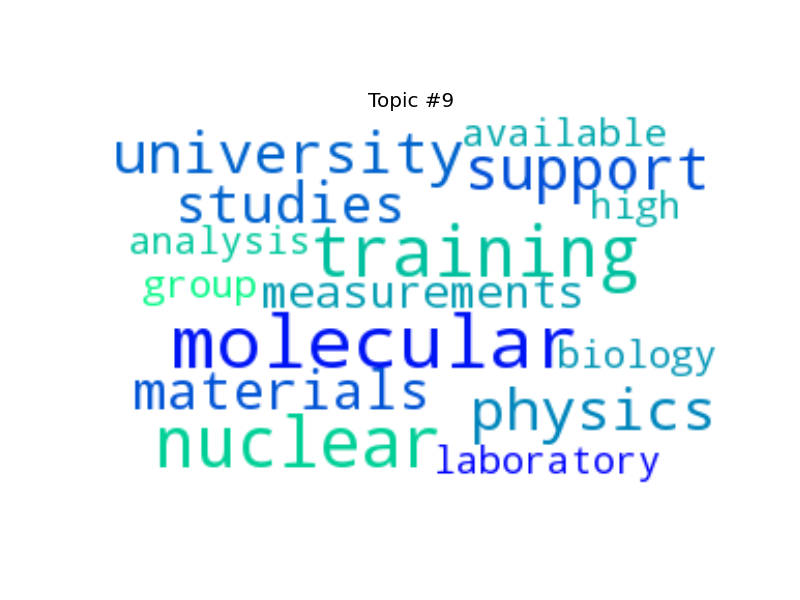 Topic #9
available
university support
studies high
analysis training
group measurements
molecular biology
materials physics
nuclear laboratory